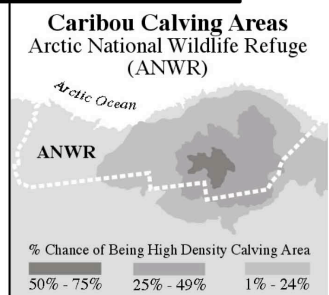 Caribou Calving Areas
Arctic National Wildlife Refuge
(ANWR)
Arctic Ocean
ANWR
% Chance of Being High Density Calving Area
50% - 75% 25% - 49% 1% - 24%